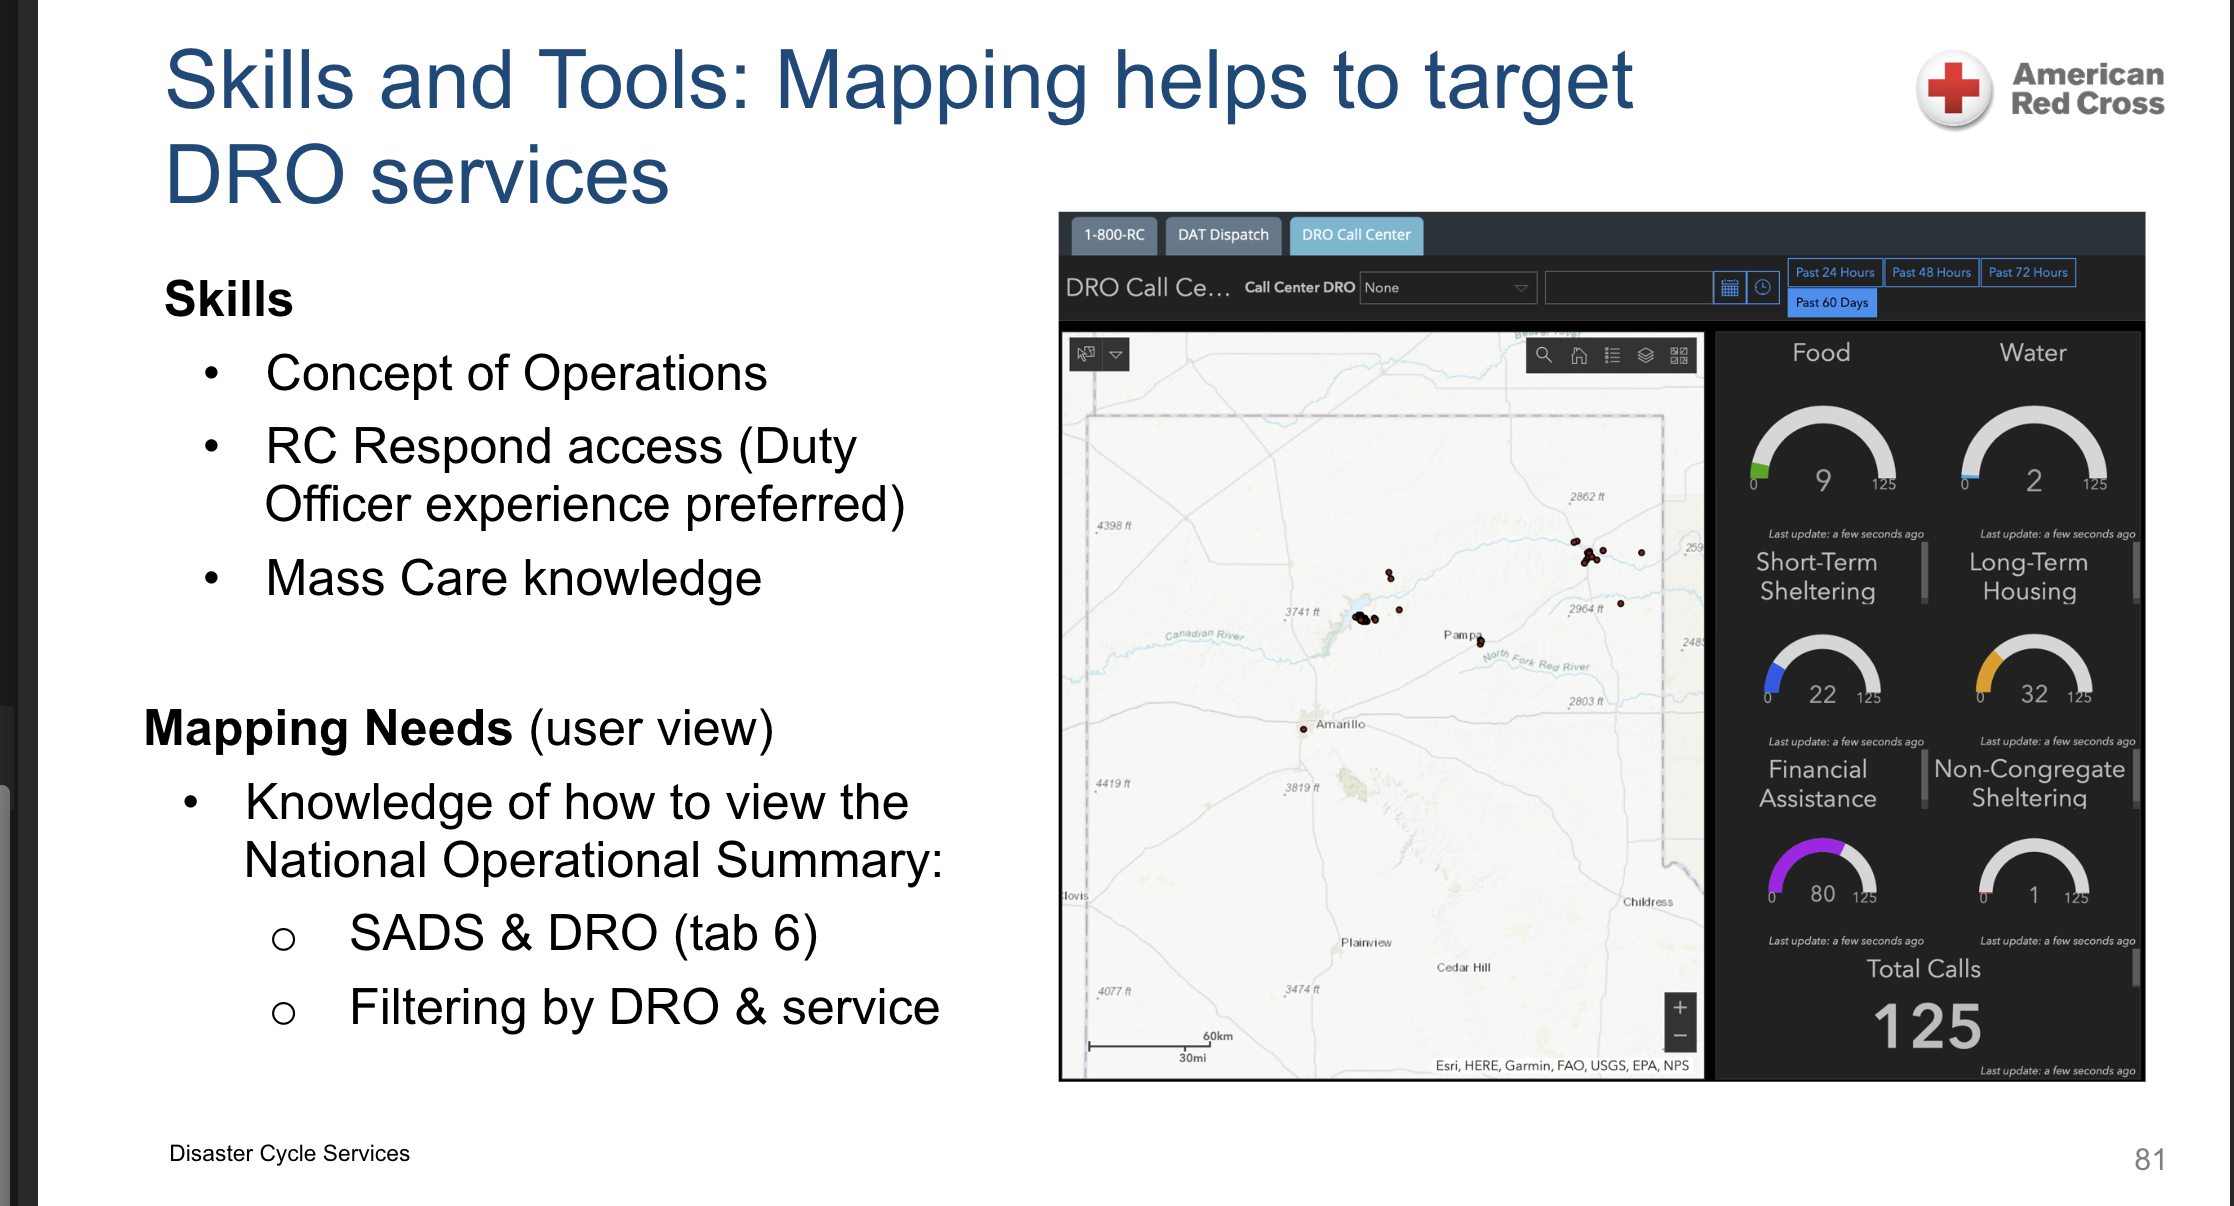 Skills and Tools: Mapping helps to target
DRO services
American
Red Cross
Skills
• Concept of Operations
• RC Respond access (Duty
Officer experience preferred)
• Mass Care knowledge
Mapping Needs (user view)
• Knowledge of how to view the
National Operational Summary:
o SADS & DRO (tab 6)
o Filtering by DRO & service
1-800-RC
DAT Dispatch
DRO Call Center
DRO Call Ce...
Call Center DRO
None
Past 24 Hours
Past 48 Hours
Past 72 Hours
Past 60 Days
2862 ft
4398 ft
259
3741 ft
2964 ft
Canadian River
Pampa
248
North Fork Red River
2803 ft
Amarillo
4419 ft
3819 ft
lovis
Childress
Plainview
Cedar Hill
4077 ft
3474 ft
60km
30mi
+
−
Esri, HERE, Garmin, FAO, USGS, EPA, NPS
Food
9
0
125
Last update: a few seconds ago
Water
2
0
125
Last update: a few seconds ago
Short-Term
Sheltering
22
0
125
Last update: a few seconds ago
Long-Term
Housing
32
0
125
Last update: a few seconds ago
Financial
Assistance
80
0
125
Last update: a few seconds ago
Non-Congregate
Sheltering
1
0
125
Last update: a few seconds ago
Total Calls
125
Last update: a few seconds ago
Disaster Cycle Services
81